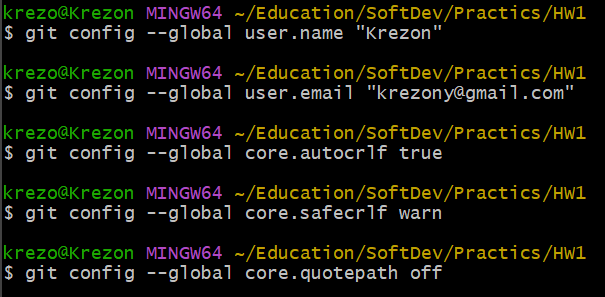 krezo@Krezon MINGW64 ~/Education/SoftDev/Practics/HW1
$ git config --global user.name "Krezon"
krezo@Krezon MINGW64 ~/Education/SoftDev/Practics/HW1
$ git config --global user.email "krezony@gmail.com"
krezo@Krezon MINGW64 ~/Education/SoftDev/Practics/HW1
$ git config --global core.autocrlf true
krezo@Krezon MINGW64 ~/Education/SoftDev/Practics/HW1
$ git config --global core.safecrlf warn
krezo@Krezon MINGW64 ~/Education/SoftDev/Practics/HW1
$ git config --global core.quotepath off